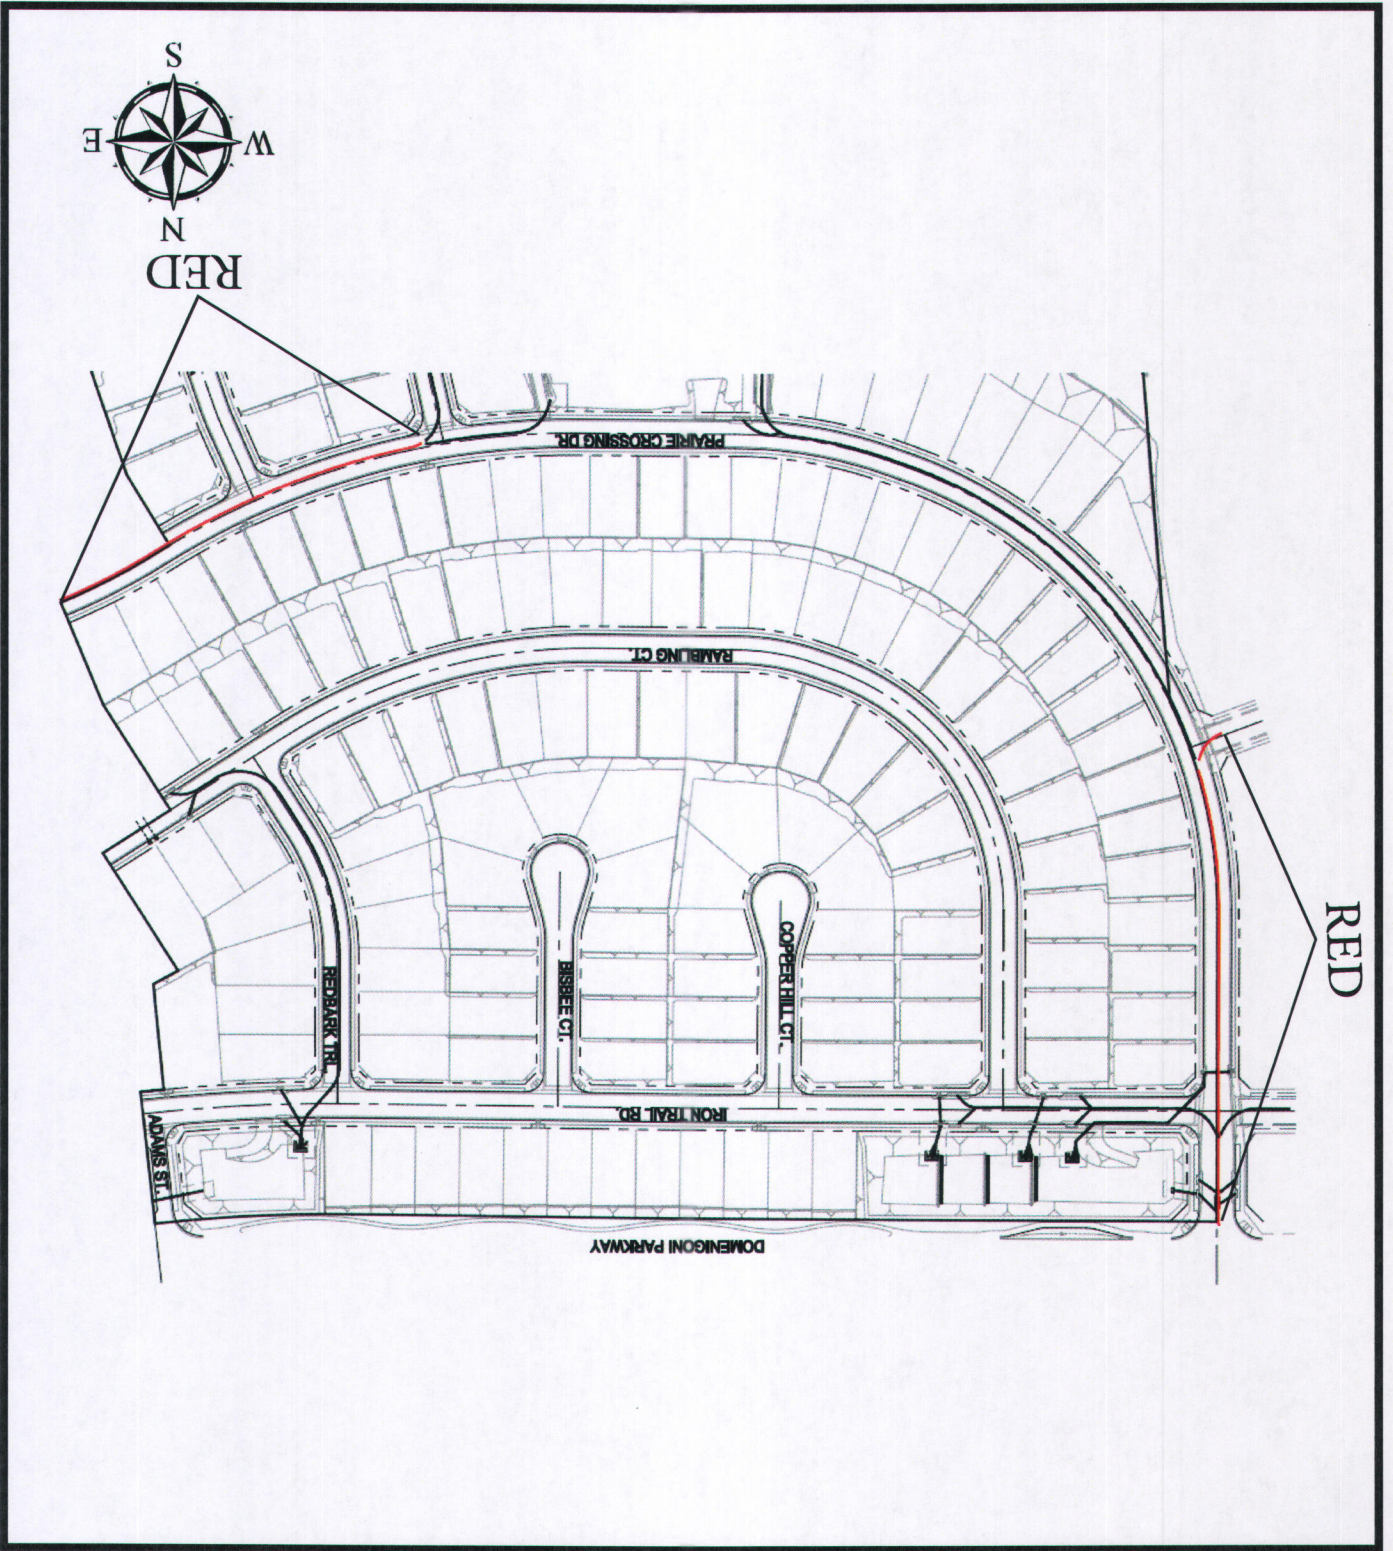 S
E
W
N
RED
PRAIRIE CROSSING DR.
RAMBLING CT.
RED
COPPER HILL CT.
BISBEE CT.
REDBARK TRL
IRON TRAIL RD.
ADAMS ST.
DOMENIGONI PARKWAY